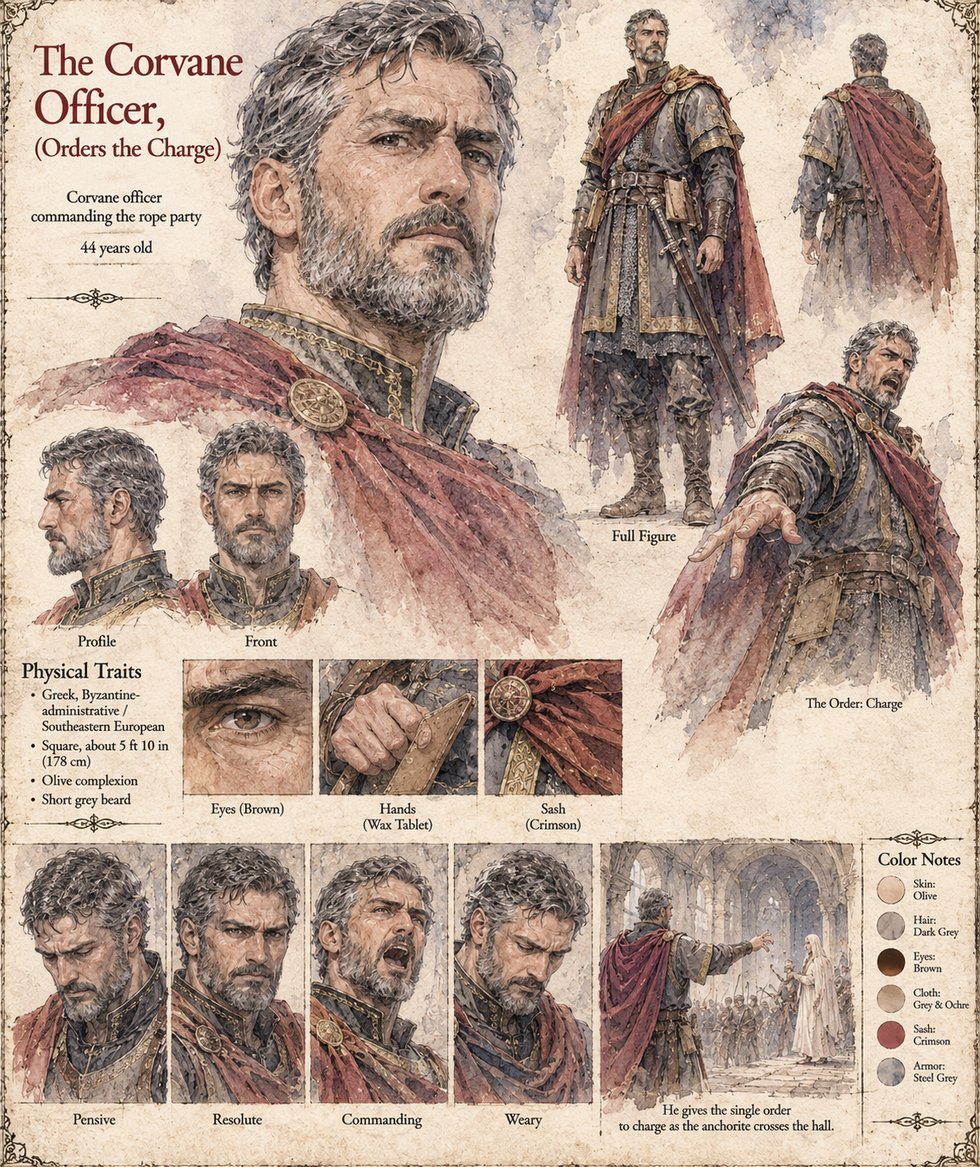 The Corvane
Officer,
(Orders the Charge)
Corvane officer
commanding the rope party
44 years old
Full Figure
Profile
Front
The Order: Charge
Physical Traits
• Greek, Byzantine-
administrative /
Southeastern European
• Square, about 5 ft 10 in
(178 cm)
• Olive complexion
• Short grey beard
Eyes (Brown)
Hands
(Wax Tablet)
Sash
(Crimson)
Pensive
Resolute
Commanding
Weary
He gives the single order
to charge as the anchorite crosses the hall.
Color Notes
Skin:
Olive
Hair:
Dark Grey
Eyes:
Brown
Cloth:
Grey & Ochre
Sash:
Crimson
Armor:
Steel Grey